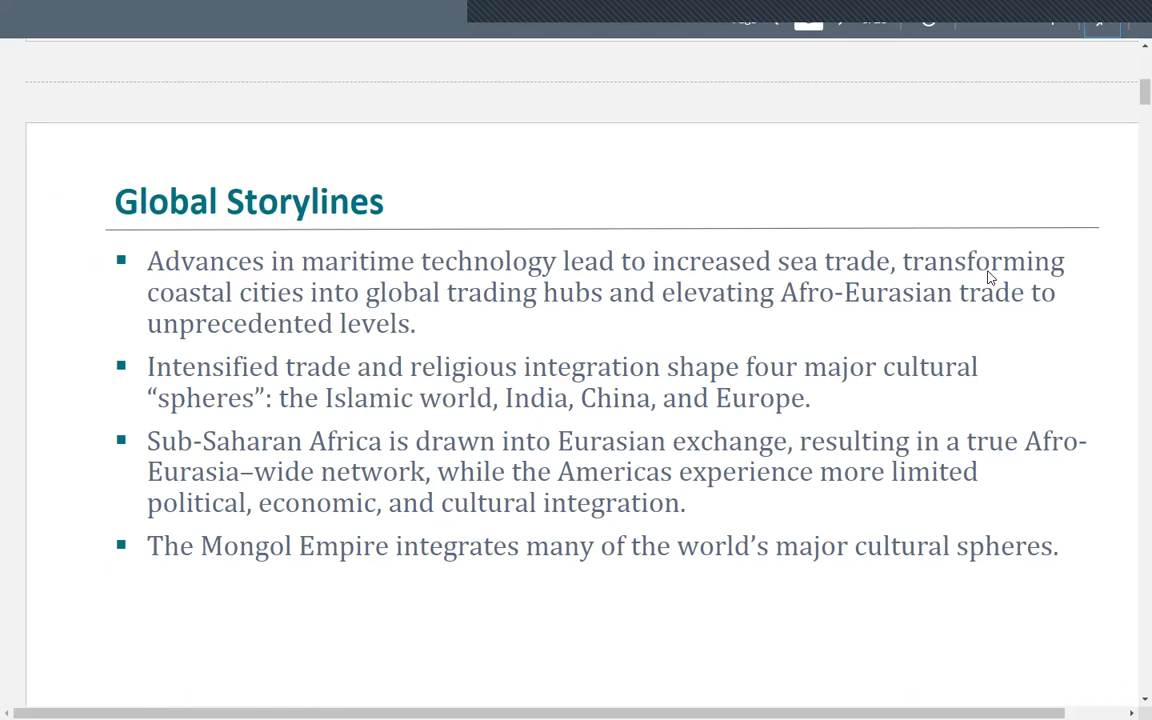 Global Storylines
Advances in maritime technology lead to increased sea trade, transforming
coastal cities into global trading hubs and elevating Afro-Eurasian trade to
unprecedented levels.
Intensified trade and religious integration shape four major cultural
“spheres”: the Islamic world, India, China, and Europe.
Sub-Saharan Africa is drawn into Eurasian exchange, resulting in a true Afro-
Eurasia–wide network, while the Americas experience more limited
political, economic, and cultural integration.
The Mongol Empire integrates many of the world’s major cultural spheres.